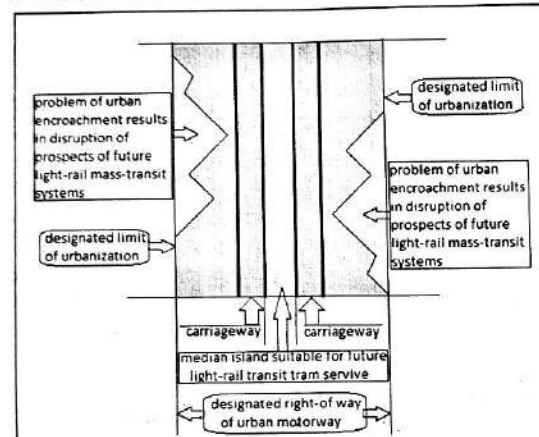 problem of urban
encroachment results
in disruption of
prospects of future
light-rail mass-transit
systems
designated limit
of urbanization
designated limit
of urbanization
problem of urban
encroachment results
in disruption of
prospects of future
light-rail mass-transit
systems
carriageway
carriageway
median island suitable for future
light-rail transit tram servive
designated right-of way
of urban motorway